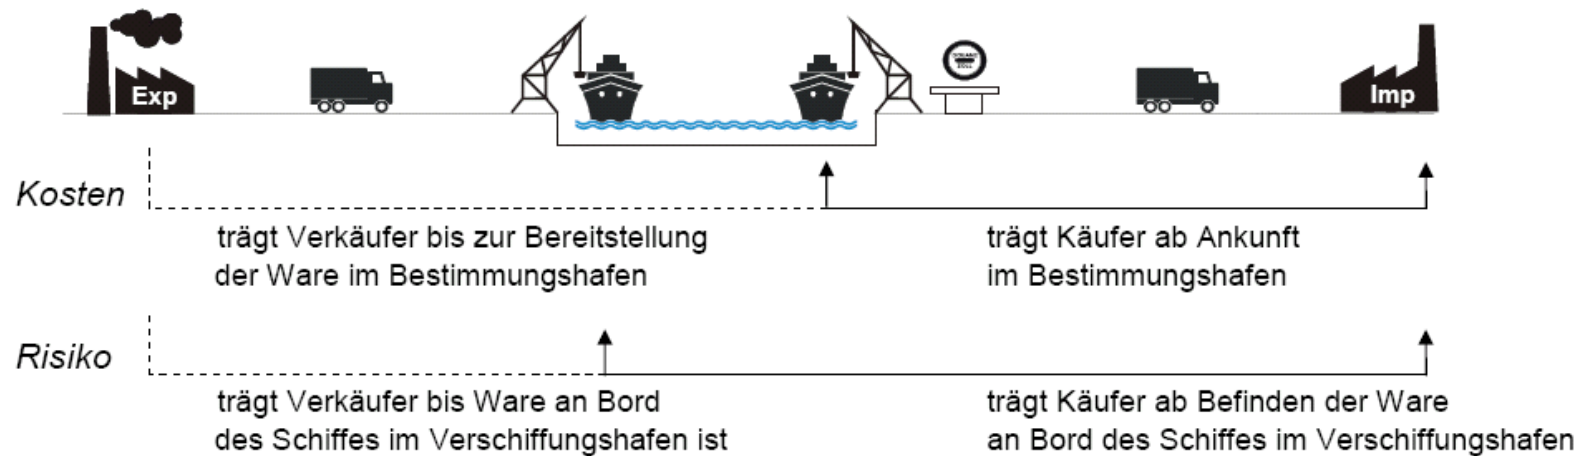 Exp
Imp
Kosten
trägt Verkäufer bis zur Bereitstellung
der Ware im Bestimmungshafen
trägt Käufer ab Ankunft
im Bestimmungshafen
Risiko
trägt Verkäufer bis Ware an Bord
des Schiffes im Verschiffungshafen ist
trägt Käufer ab Befinden der Ware
an Bord des Schiffes im Verschiffungshafen